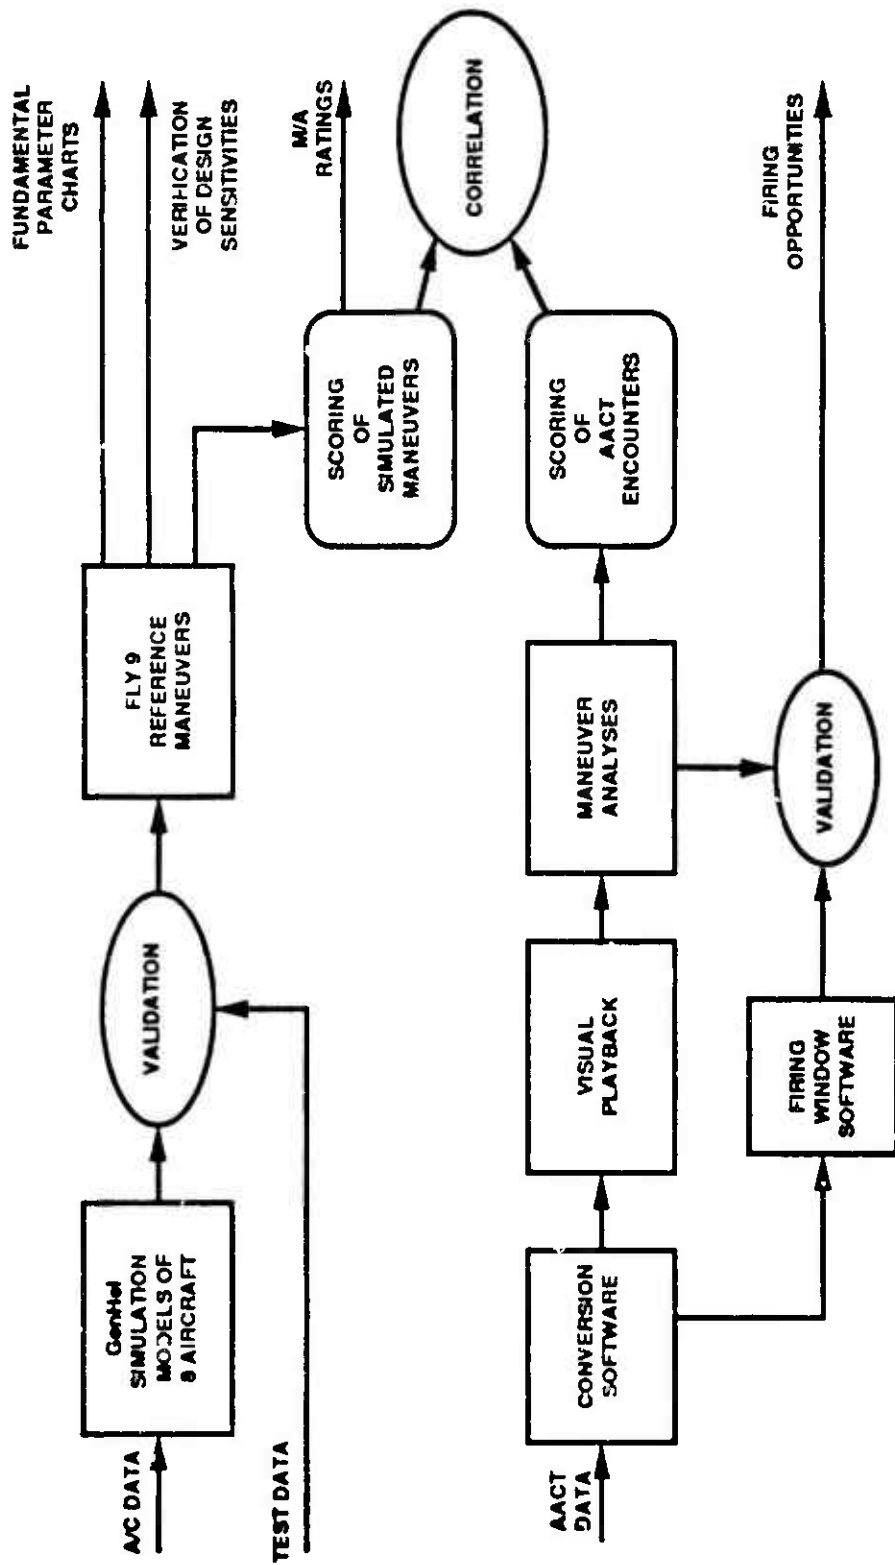 A/C DATA
GenHel
SIMULATION
MODELS OF
8 AIRCRAFT
TEST DATA
VALIDATION
FLY 9
REFERENCE
MANEUVERS
FUNDAMENTAL
PARAMETER
CHARTS
VERIFICATION
OF DESIGN
SENSITIVITIES
SCORING
OF
SIMULATED
MANEUVERS
M/A
RATINGS
CORRELATION
AACT
DATA
CONVERSION
SOFTWARE
VISUAL
PLAYBACK
MANEUVER
ANALYSES
SCORING
OF
AACT
ENCOUNTERS
FIRING
WINDOW
SOFTWARE
VALIDATION
FIRING
OPPORTUNITIES